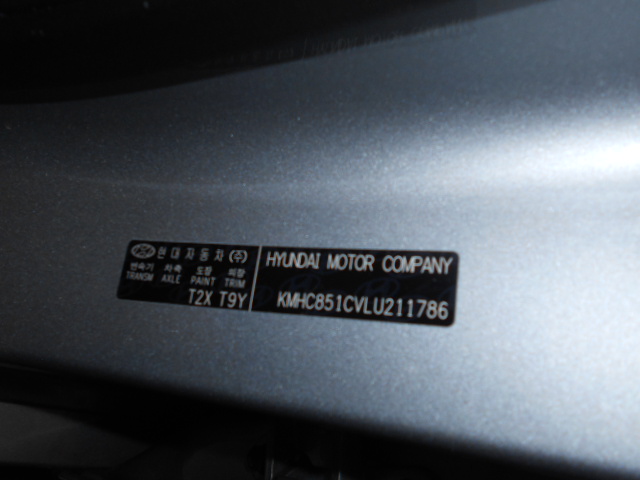 현대자동차(주)
변속기 차축 도장 외장
TRANSM AXLE PAINT TRIM
T2X T9Y
HYUNDAI MOTOR COMPANY
KMHC851CVLU211786